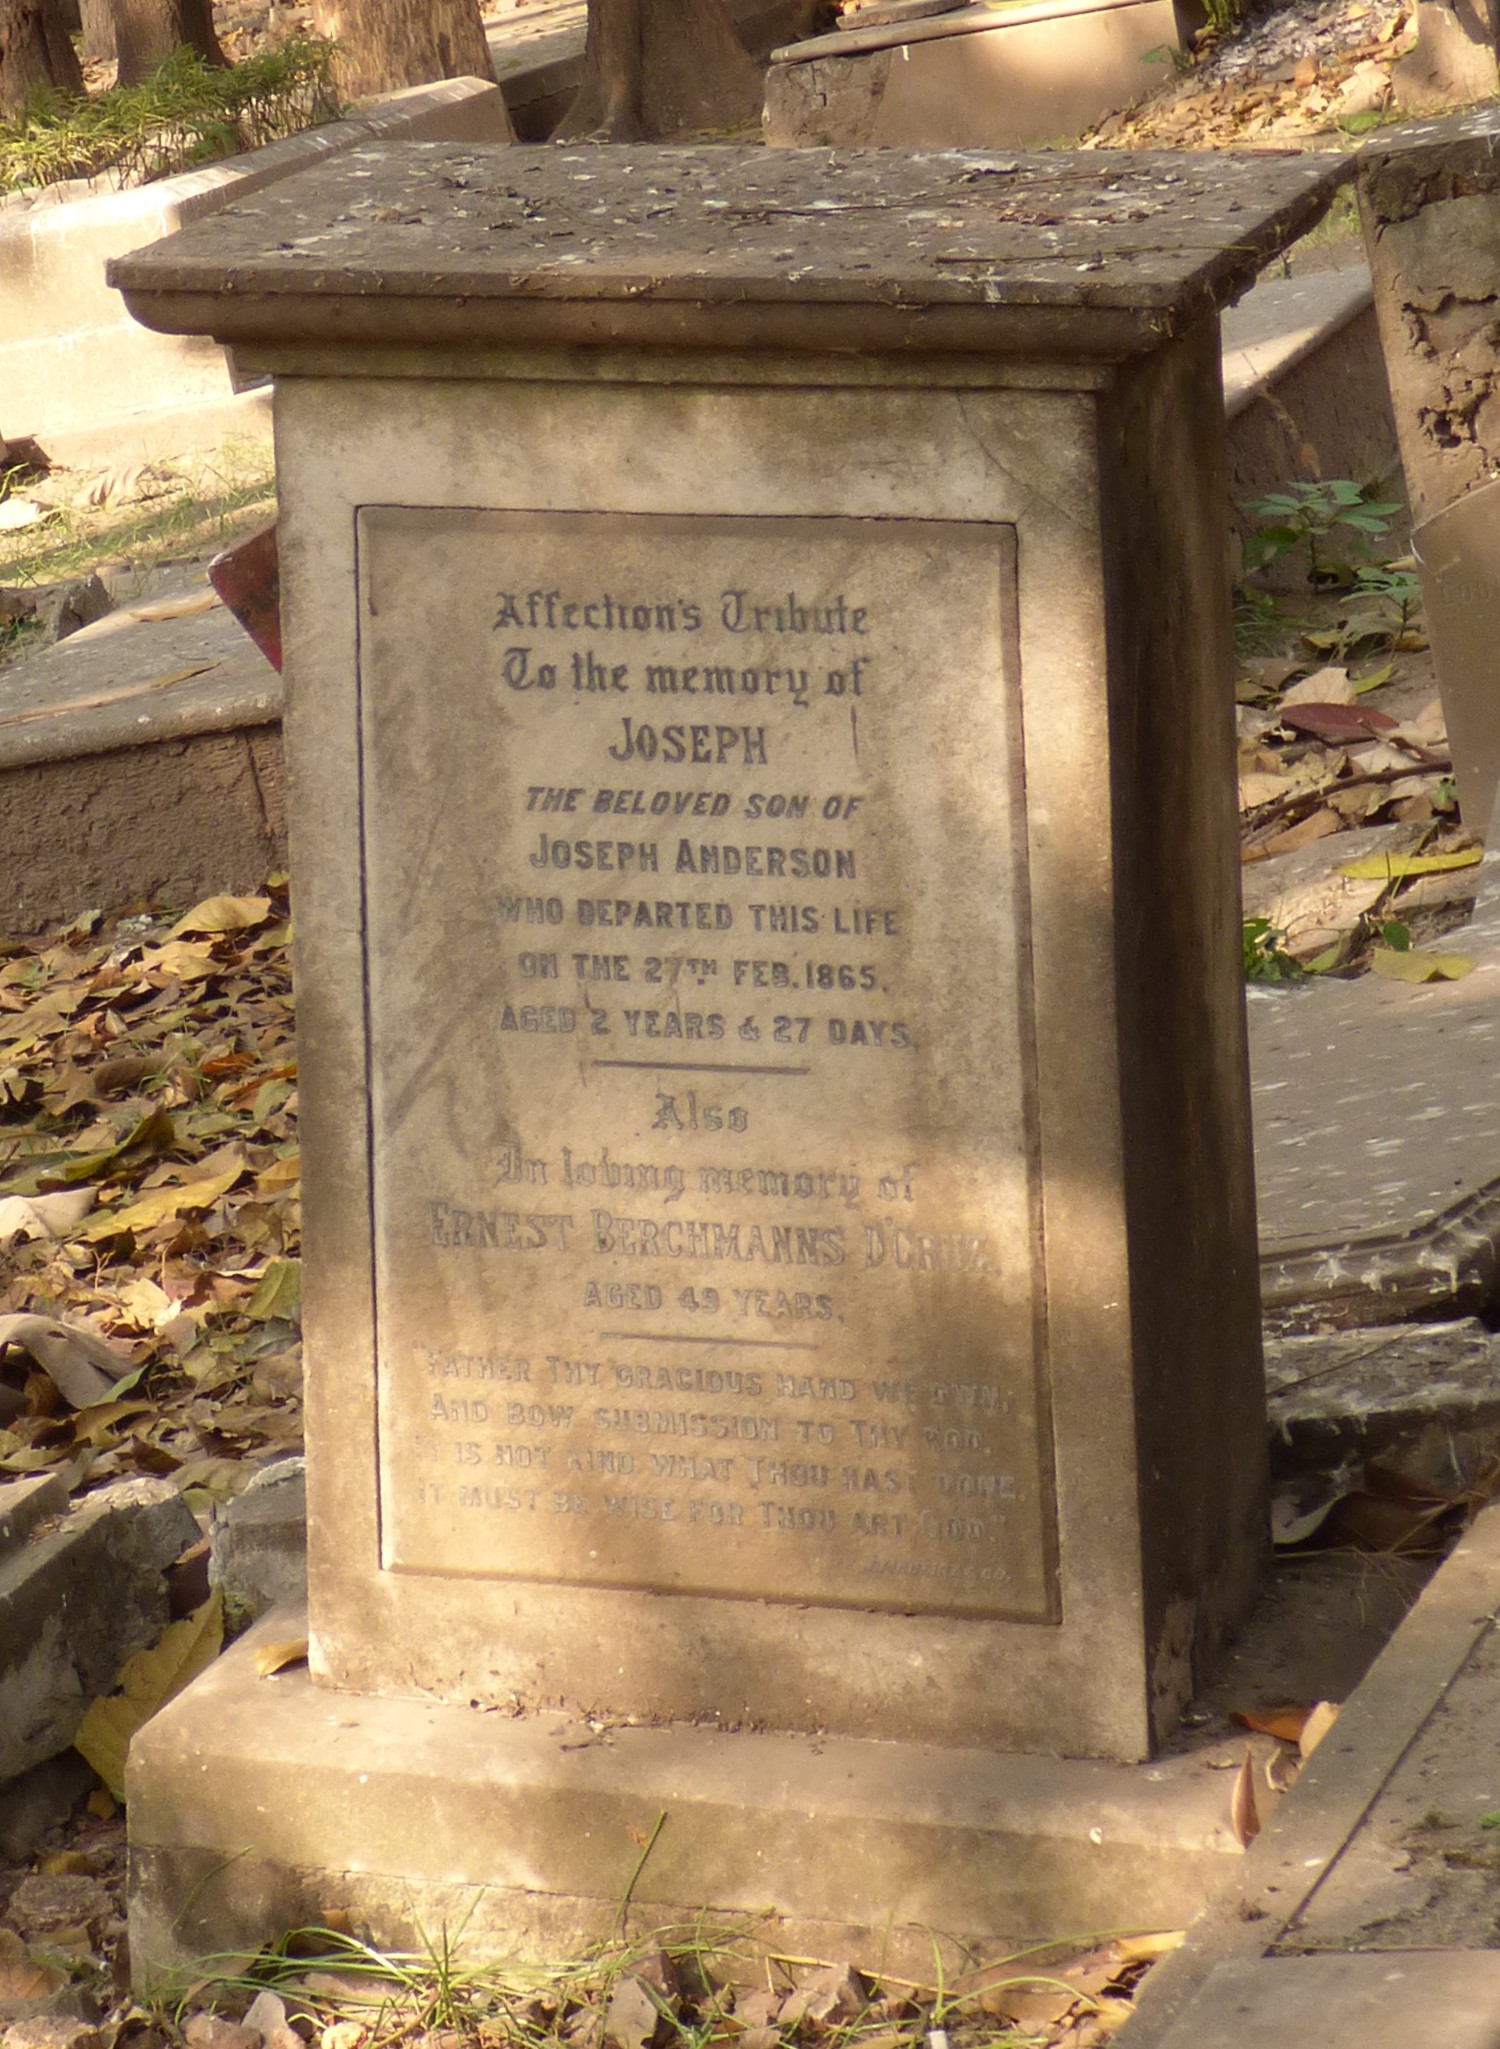 Affection's Tribute
To the memory of
JOSEPH
THE BELOVED SON OF
JOSEPH ANDERSON
WHO DEPARTED THIS LIFE
ON THE 27TH FEB. 1865.
AGED 2 YEARS & 27 DAYS.
Also
In loving memory of
ERNEST BERCHMANNS D'CRUZ.
AGED 49 YEARS.
"FATHER THY GRACIOUS HAND WE OWN,
AND BOW SUBMISSION TO THY ROD,
IT IS NOT KIND WHAT THOU HAST DONE,
IT MUST BE WISE FOR THOU ART GOD."
& CO.